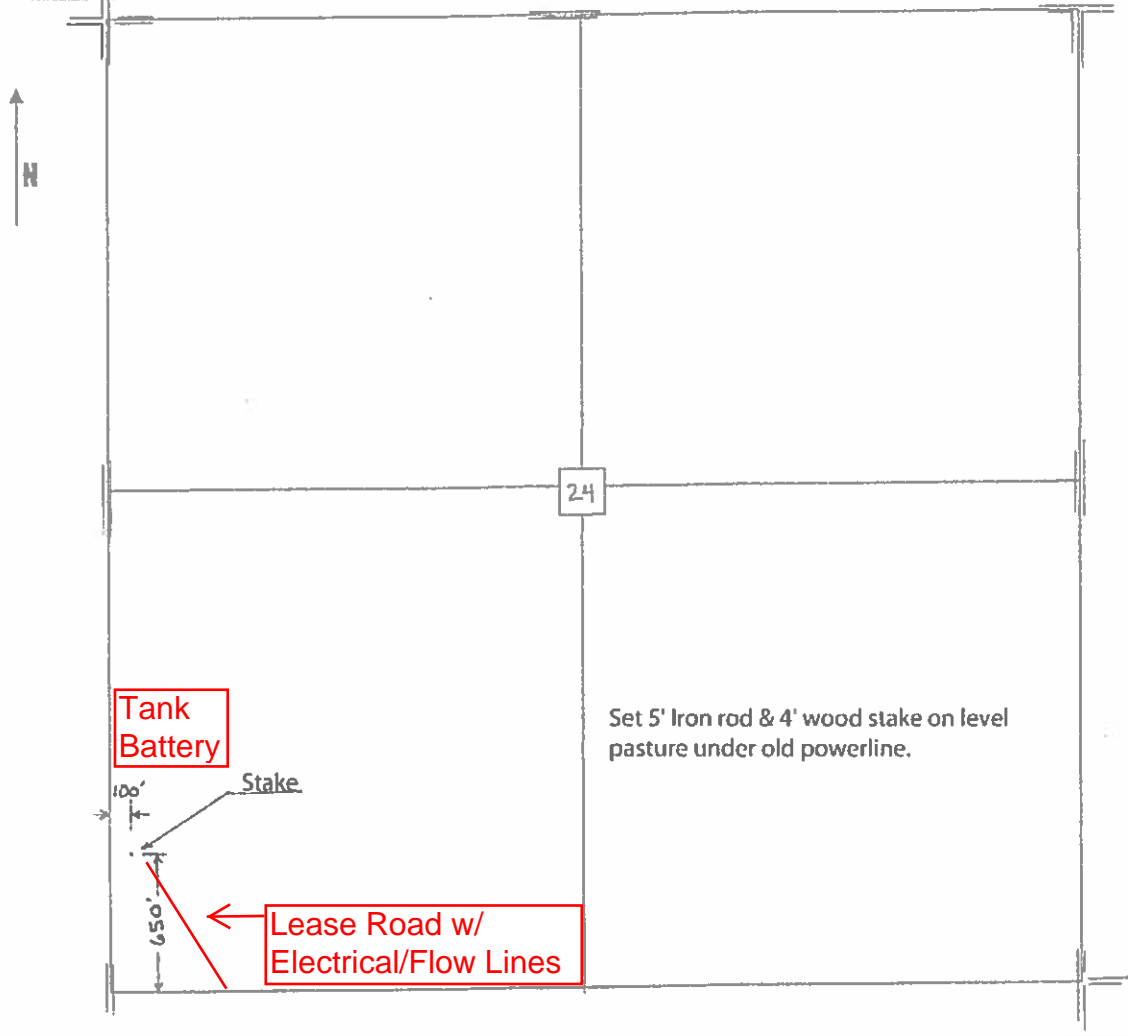 N
24
Tank
Battery
Set 5' Iron rod & 4' wood stake on level
pasture under old powerline.
100'
Stake
650'
Lease Road w/
Electrical/Flow Lines